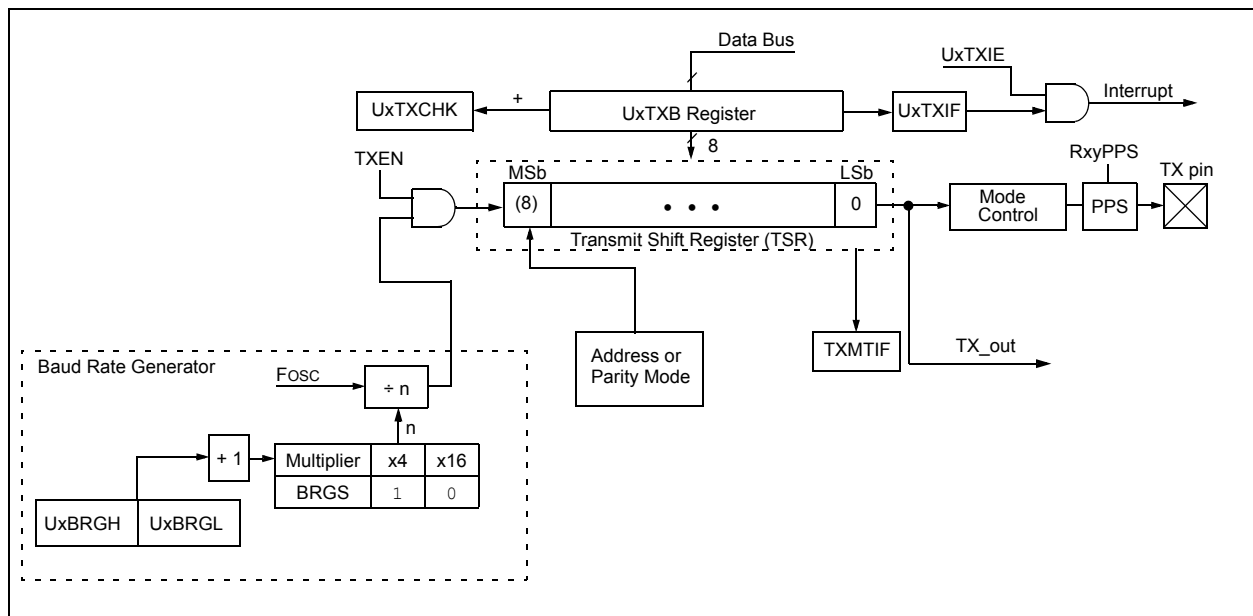 Data Bus
UxTXIE
Interrupt
UxTXCHK
+
UxTXB Register
UxTXIF
8
TXEN
RxyPPS
MSb
LSb
TX pin
(8)
• • •
0
Mode
Control
PPS
Transmit Shift Register (TSR)
Address or
Parity Mode
TXMTIF
TX_out
Baud Rate Generator
FOSC
÷ n
n
+ 1
Multiplier x4 x16
BRGS 1 0
UxBRGH UxBRGL